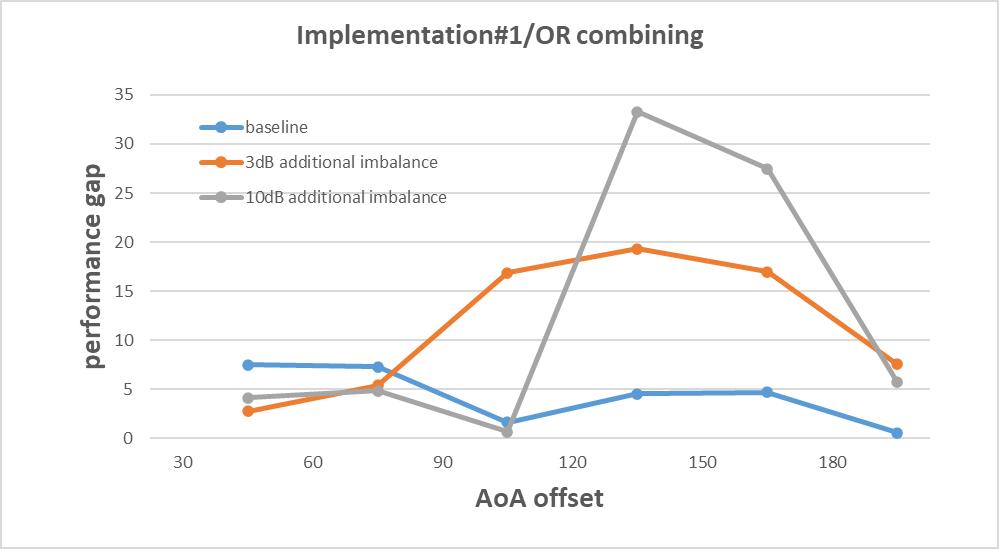 Implementation#1/OR combining
performance gap
35
30
25
20
15
10
5
0
baseline
3dB additional imbalance
10dB additional imbalance
30 60 90 120 150 180
AoA offset